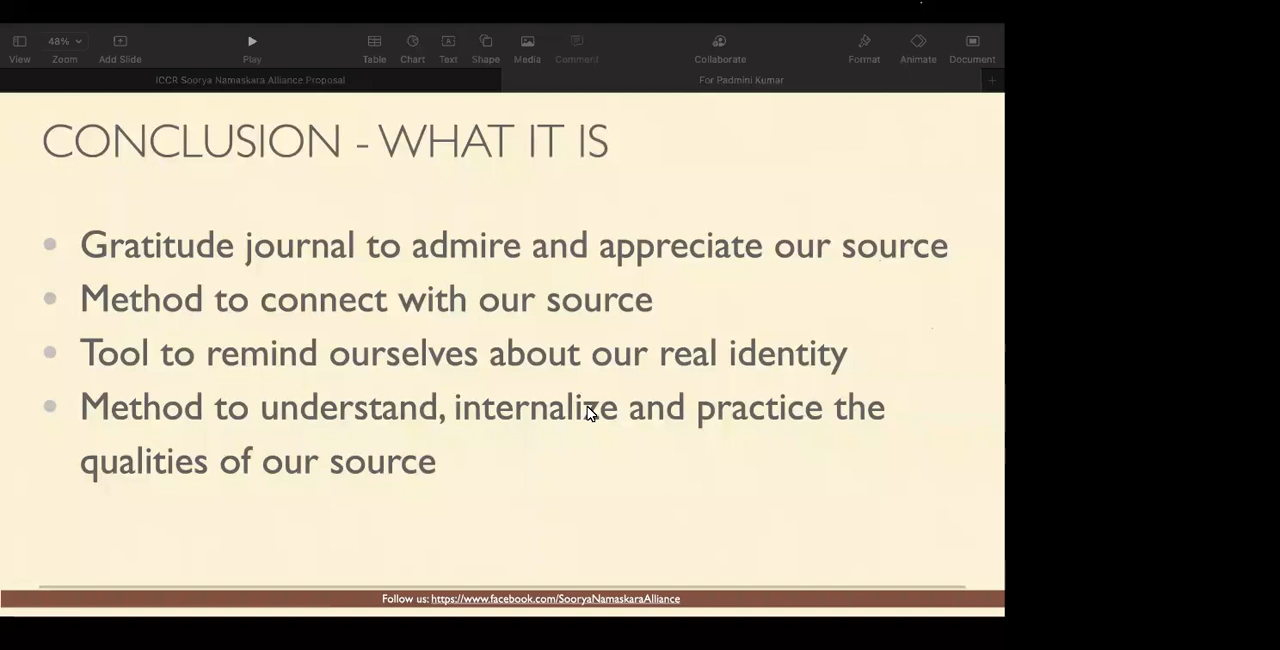 48%
View
Zoom
Add Slide
Play
Table
Chart
Text
Shape
Media
Comment
Collaborate
Format
Animate
Document
ICCR Soorya Namaskara Alliance Proposal
For Padmini Kumar
CONCLUSION - WHAT IT IS
• Gratitude journal to admire and appreciate our source
• Method to connect with our source
• Tool to remind ourselves about our real identity
• Method to understand, internalize and practice the
qualities of our source
Follow us: https://www.facebook.com/SooryaNamaskaraAlliance